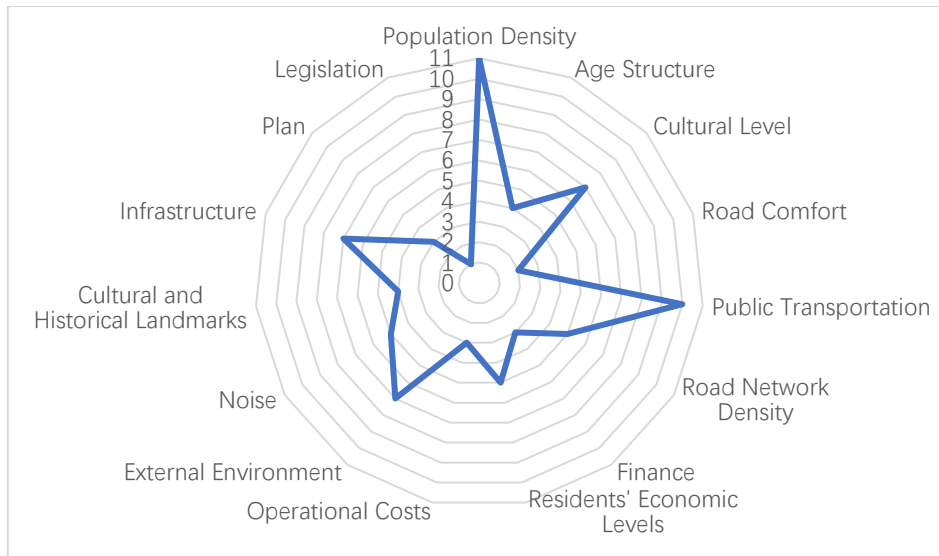 Population Density
Age Structure
Cultural Level
Road Comfort
Public Transportation
Road Network
Density
Finance
Residents' Economic
Levels
Operational Costs
External Environment
Noise
Cultural and
Historical Landmarks
Infrastructure
Plan
Legislation
11
10
9
8
7
6
5
4
3
2
1
0